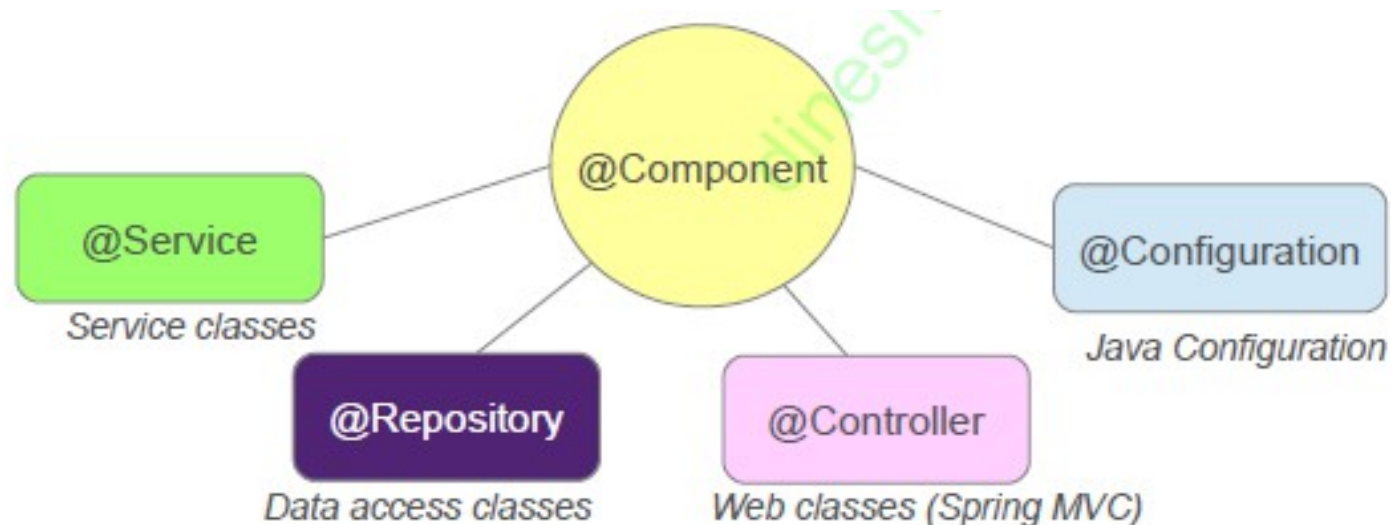 @Component
@Service
Service classes
@Configuration
Java Configuration
@Repository
Data access classes
@Controller
Web classes (Spring MVC)